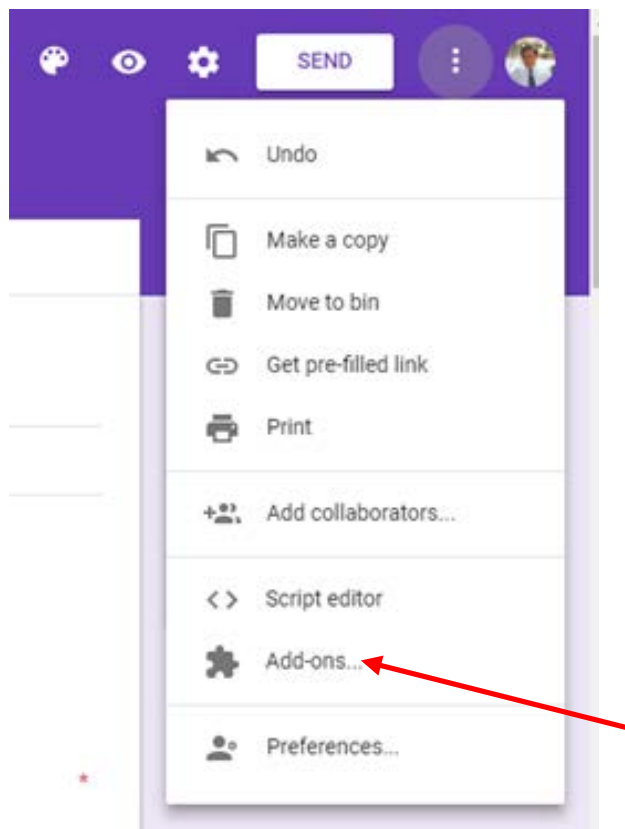 SEND
Undo
Make a copy
Move to bin
Get pre-filled link
Print
Add collaborators...
Script editor
Add-ons...
Preferences...
*